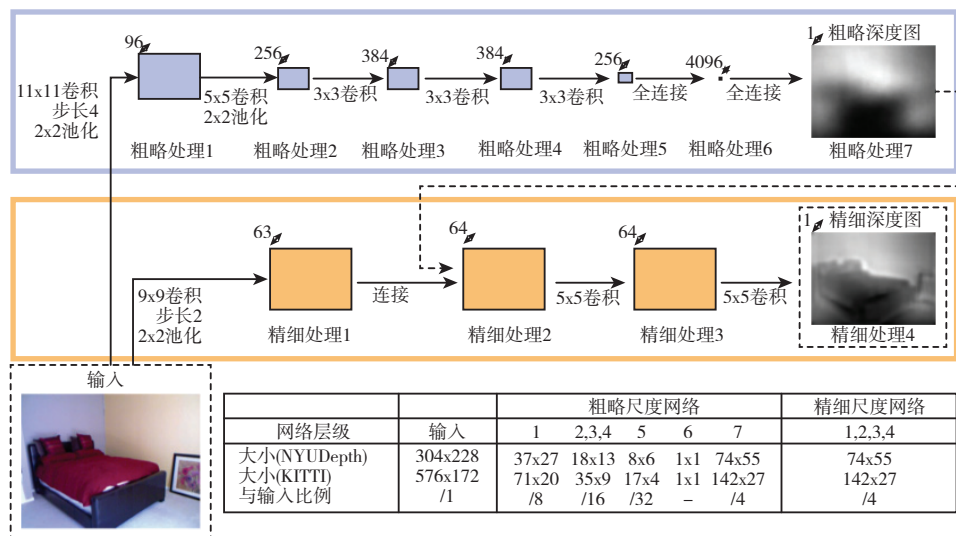 96
256
384
384
256
4096
1 粗略深度图
11x11卷积
步长4
2x2池化
5x5卷积
2x2池化
3x3卷积
3x3卷积
3x3卷积
全连接
全连接
粗略处理1
粗略处理2
粗略处理3
粗略处理4
粗略处理5
粗略处理6
粗略处理7
63
64
64
1 精细深度图
9x9卷积
步长2
2x2池化
连接
5x5卷积
5x5卷积
精细处理1
精细处理2
精细处理3
精细处理4
输入
粗略尺度网络 精细尺度网络
网络层级 输入 1 2,3,4 5 6 7 1,2,3,4
大小(NYUDepth) 304x228 37x27 18x13 8x6 1x1 74x55 74x55
大小(KITTI) 576x172 71x20 35x9 17x4 1x1 142x27 142x27
与输入比例 /1 /8 /16 /32 – /4 /4